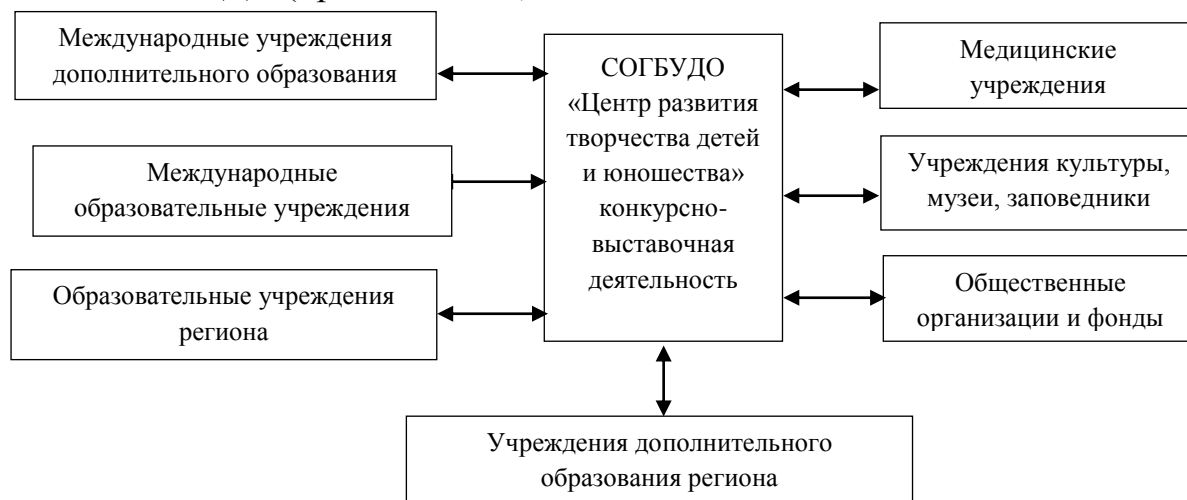 Международные учреждения
дополнительного образования
Международные
образовательные учреждения
Образовательные учреждения
региона
СОГБУДО
«Центр развития
творчества детей
и юношества»
конкурсно-
выставочная
деятельность
Медицинские
учреждения
Учреждения культуры,
музеи, заповедники
Общественные
организации и фонды
Учреждения дополнительного
образования региона